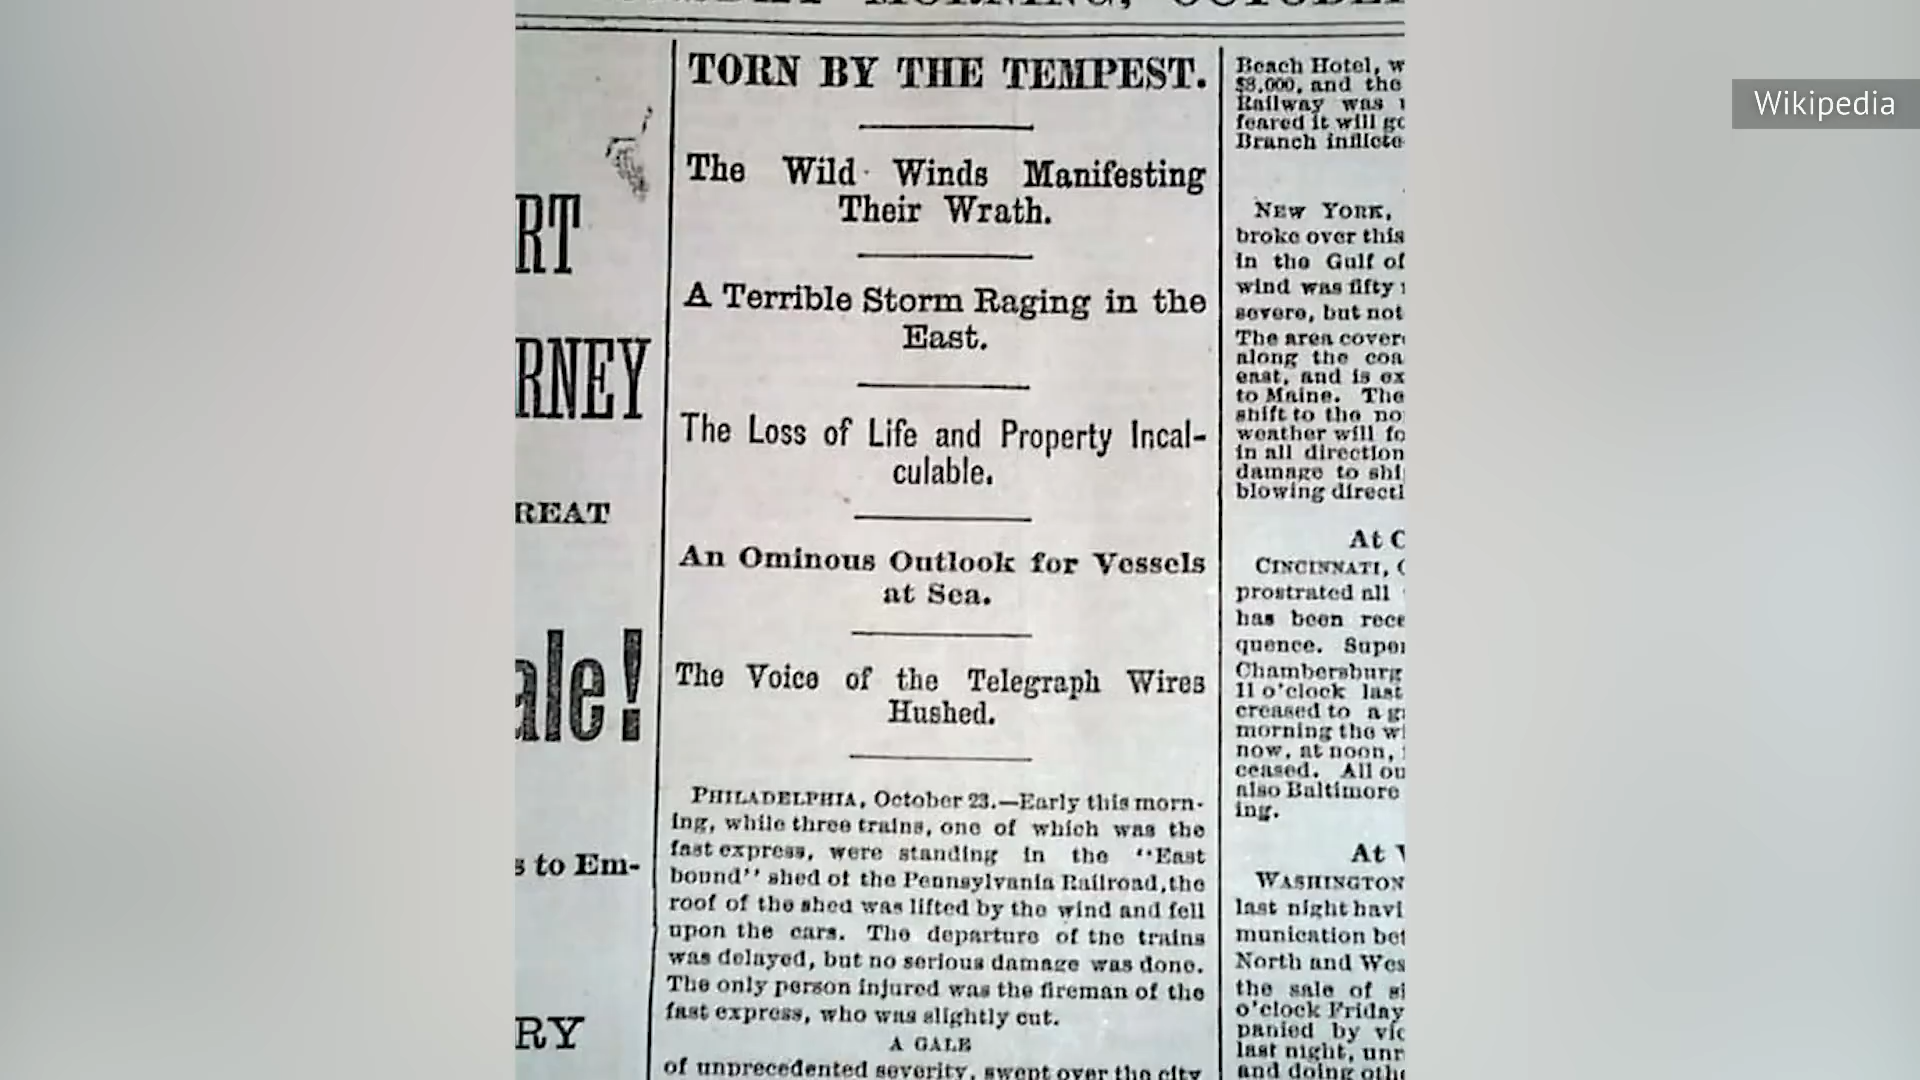 TORN BY THE TEMPEST.
The Wild Winds Manifesting
Their Wrath.
A Terrible Storm Raging in the
East.
The Loss of Life and Property Incal-
culable.
An Ominous Outlook for Vessels
at Sea.
The Voice of the Telegraph Wires
Hushed.
PHILADELPHIA, October 23.—Early this morn-
ing, while three trains, one of which was the
fast express, were standing in the "East
bound" shed of the Pennsylvania Railroad, the
roof of the shed was lifted by the wind and fell
upon the cars. The departure of the trains
was delayed, but no serious damage was done.
The only person injured was the fireman of the
fast express, who was slightly cut.
A GALE
of unprecedented severity, swept over the city
RT
RNEY
REAT
ale!
s to Em-
RY
Beach Hotel, w
$8,000, and the
Railway was
feared it will go
Branch inflicte
NEW YORK,
broke over this
in the Gulf of
wind was fifty
severe, but not
The area cover
along the coa
east, and is ex
to Maine. The
shift to the no
weather will fo
in all direction
damage to shi
blowing directl
At C
CINCINNATI,
prostrated all
has been rece
quence. Super
Chambersburg
11 o'clock last
creased to a g
morning the wi
now, at noon,
ceased. All ou
also Baltimore
ing.
At
WASHINGTON
last night havi
munication bet
North and Wes
the sale of si
o'clock Friday
panied by vio
last night, unr
and doing othe
Wikipedia